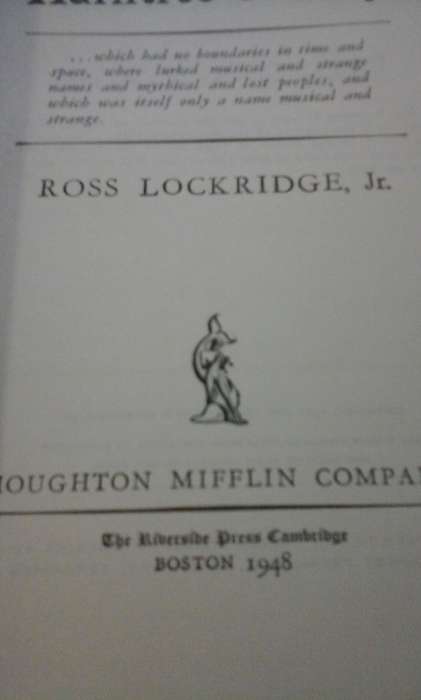 ...which had no boundaries in time and
space, where lurked musical and strange
names and mythical and lost peoples, and
which was itself only a name musical and
strange.
ROSS LOCKRIDGE, Jr.
HOUGHTON MIFFLIN COMPA
The Riverside Press Cambridge
BOSTON 1948